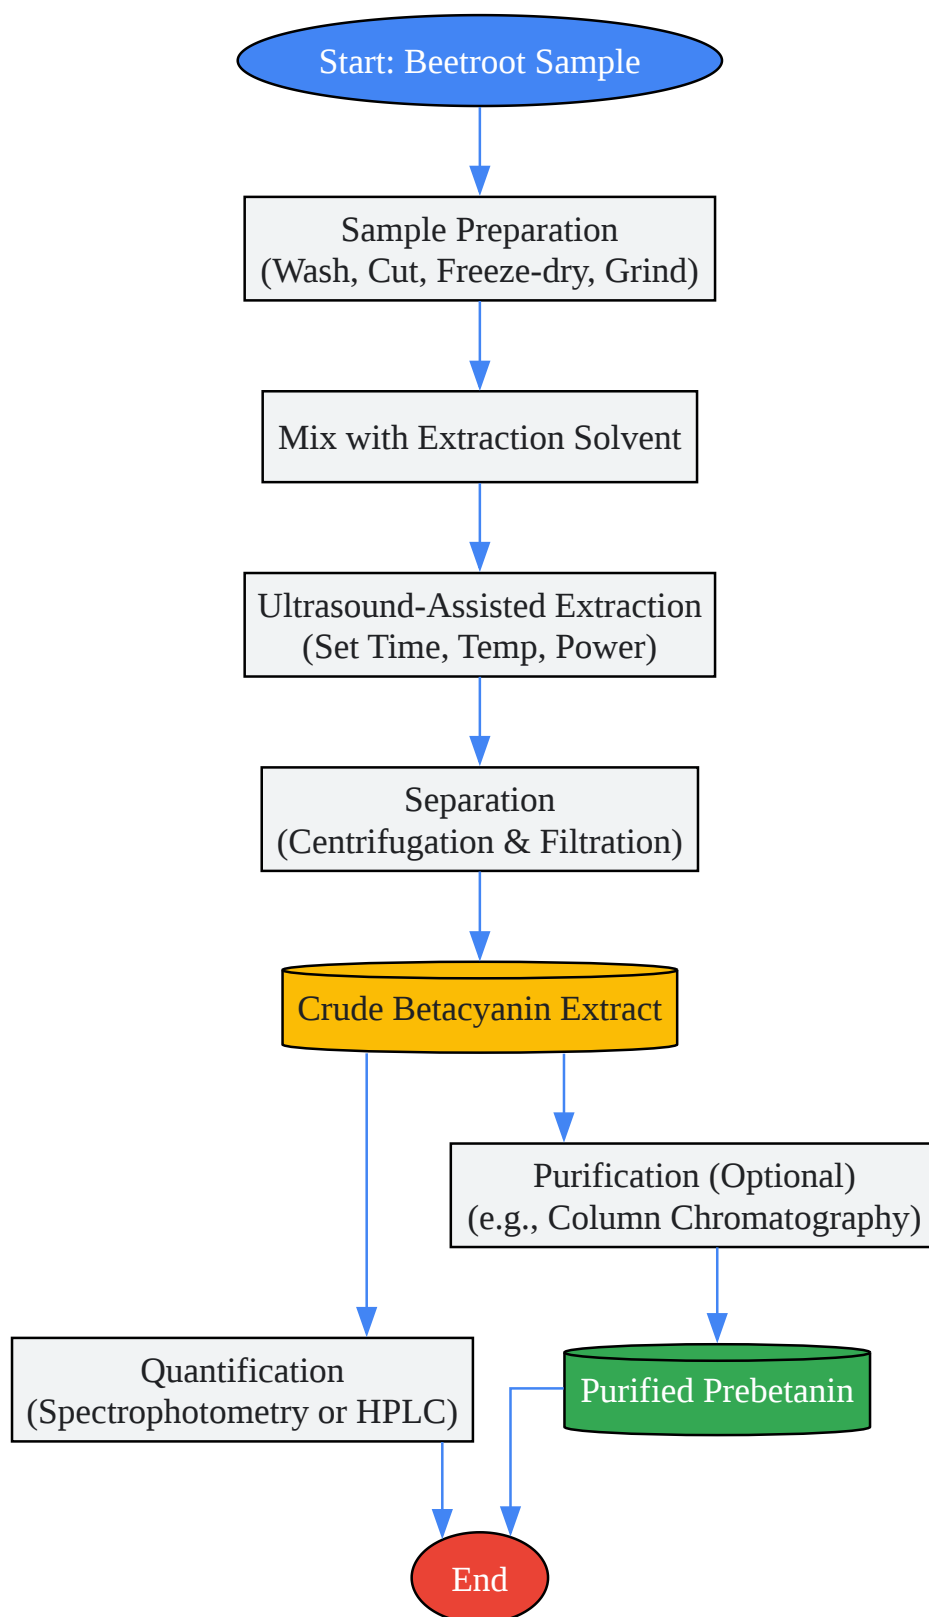 Start: Beetroot Sample
Sample Preparation
(Wash, Cut, Freeze-dry, Grind)
Mix with Extraction Solvent
Ultrasound-Assisted Extraction
(Set Time, Temp, Power)
Separation
(Centrifugation & Filtration)
Crude Betacyanin Extract
Purification (Optional)
(e.g., Column Chromatography)
Quantification
(Spectrophotometry or HPLC)
Purified Prebetanin
End